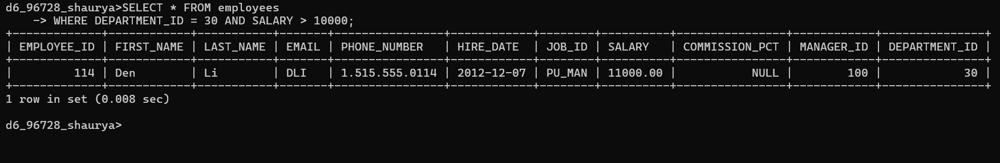 d6_96728_shaurya>SELECT * FROM employees
    -> WHERE DEPARTMENT_ID = 30 AND SALARY > 10000;
+-------------+------------+-----------+-------+----------------+------------+--------+----------+----------------+------------+---------------+
| EMPLOYEE_ID | FIRST_NAME | LAST_NAME | EMAIL | PHONE_NUMBER   | HIRE_DATE  | JOB_ID | SALARY   | COMMISSION_PCT | MANAGER_ID | DEPARTMENT_ID |
+-------------+------------+-----------+-------+----------------+------------+--------+----------+----------------+------------+---------------+
|         114 | Den        | Li        | DLI   | 1.515.555.0114 | 2012-12-07 | PU_MAN | 11000.00 |           NULL |        100 |            30 |
+-------------+------------+-----------+-------+----------------+------------+--------+----------+----------------+------------+---------------+
1 row in set (0.008 sec)
d6_96728_shaurya>